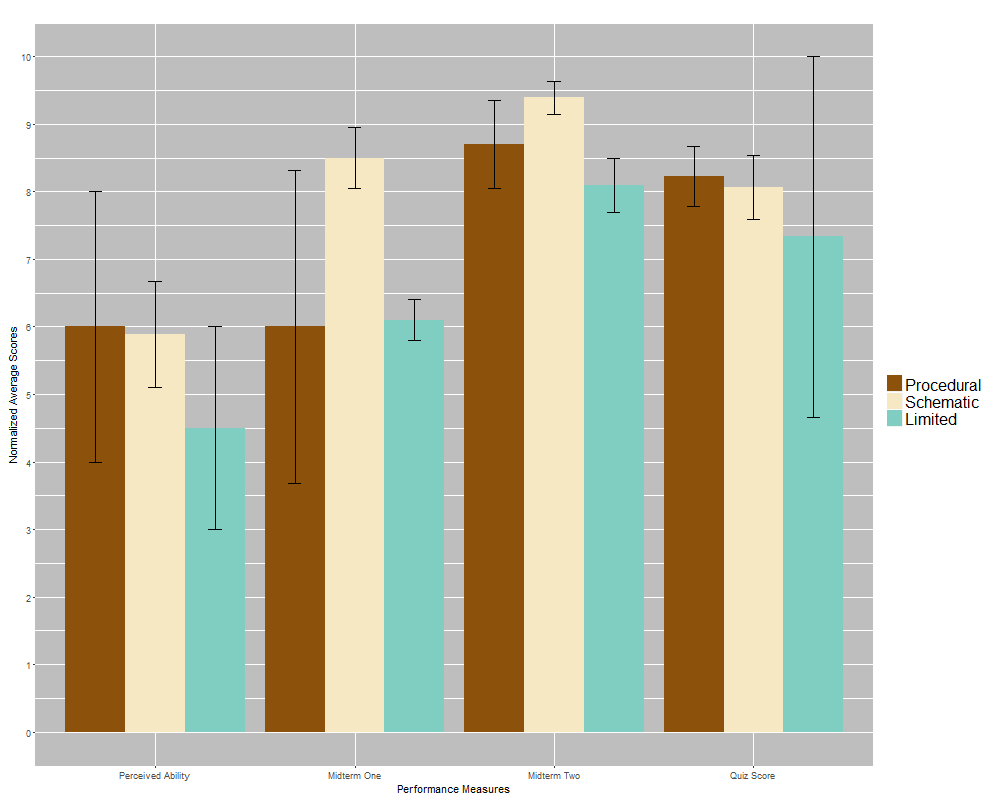 10
9
8
7
6
5
4
3
2
1
0
Normalized Average Scores
Perceived Ability
Midterm One
Midterm Two
Quiz Score
Performance Measures
Procedural
Schematic
Limited